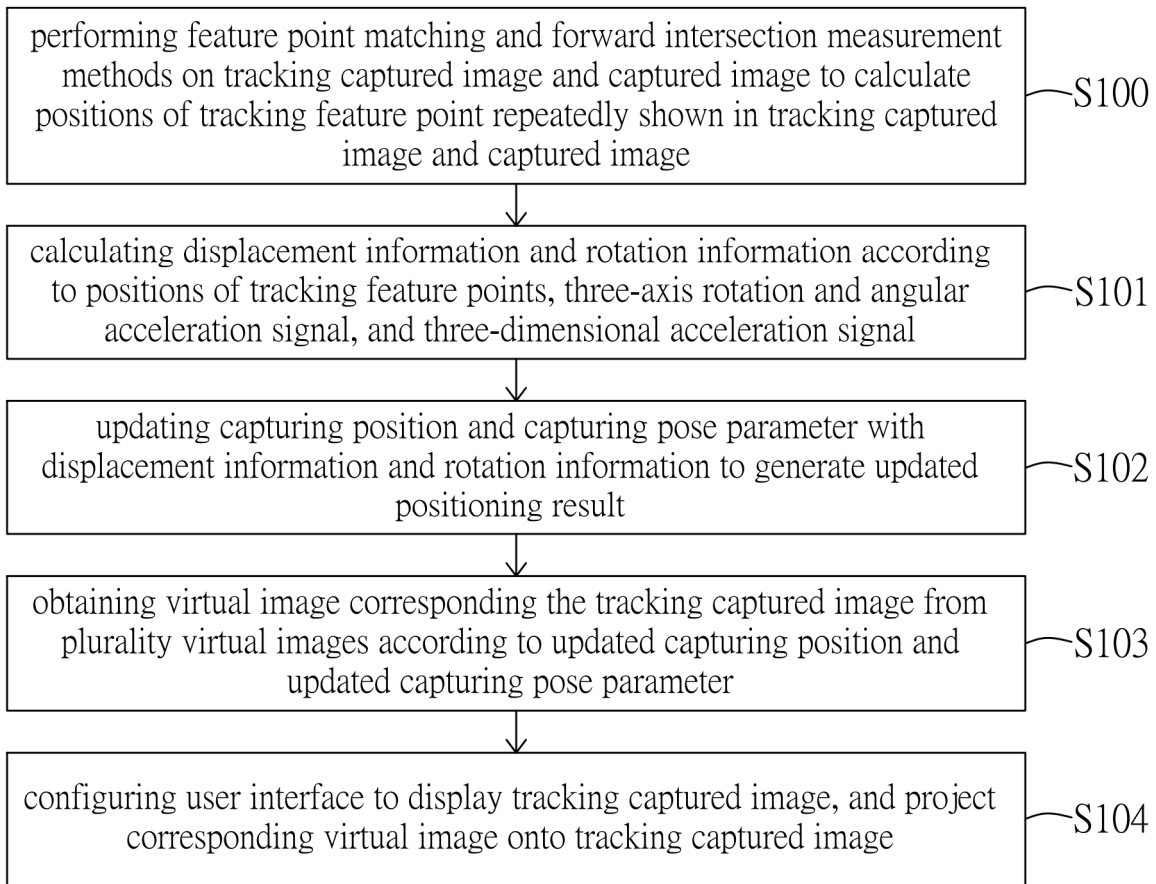 performing feature point matching and forward intersection measurement
methods on tracking captured image and captured image to calculate
positions of tracking feature point repeatedly shown in tracking captured
image and captured image
S100
calculating displacement information and rotation information according
to positions of tracking feature points, three-axis rotation and angular
acceleration signal, and three-dimensional acceleration signal
S101
updating capturing position and capturing pose parameter with
displacement information and rotation information to generate updated
positioning result
S102
obtaining virtual image corresponding the tracking captured image from
plurality virtual images according to updated capturing position and
updated capturing pose parameter
S103
configuring user interface to display tracking captured image, and project
corresponding virtual image onto tracking captured image
S104